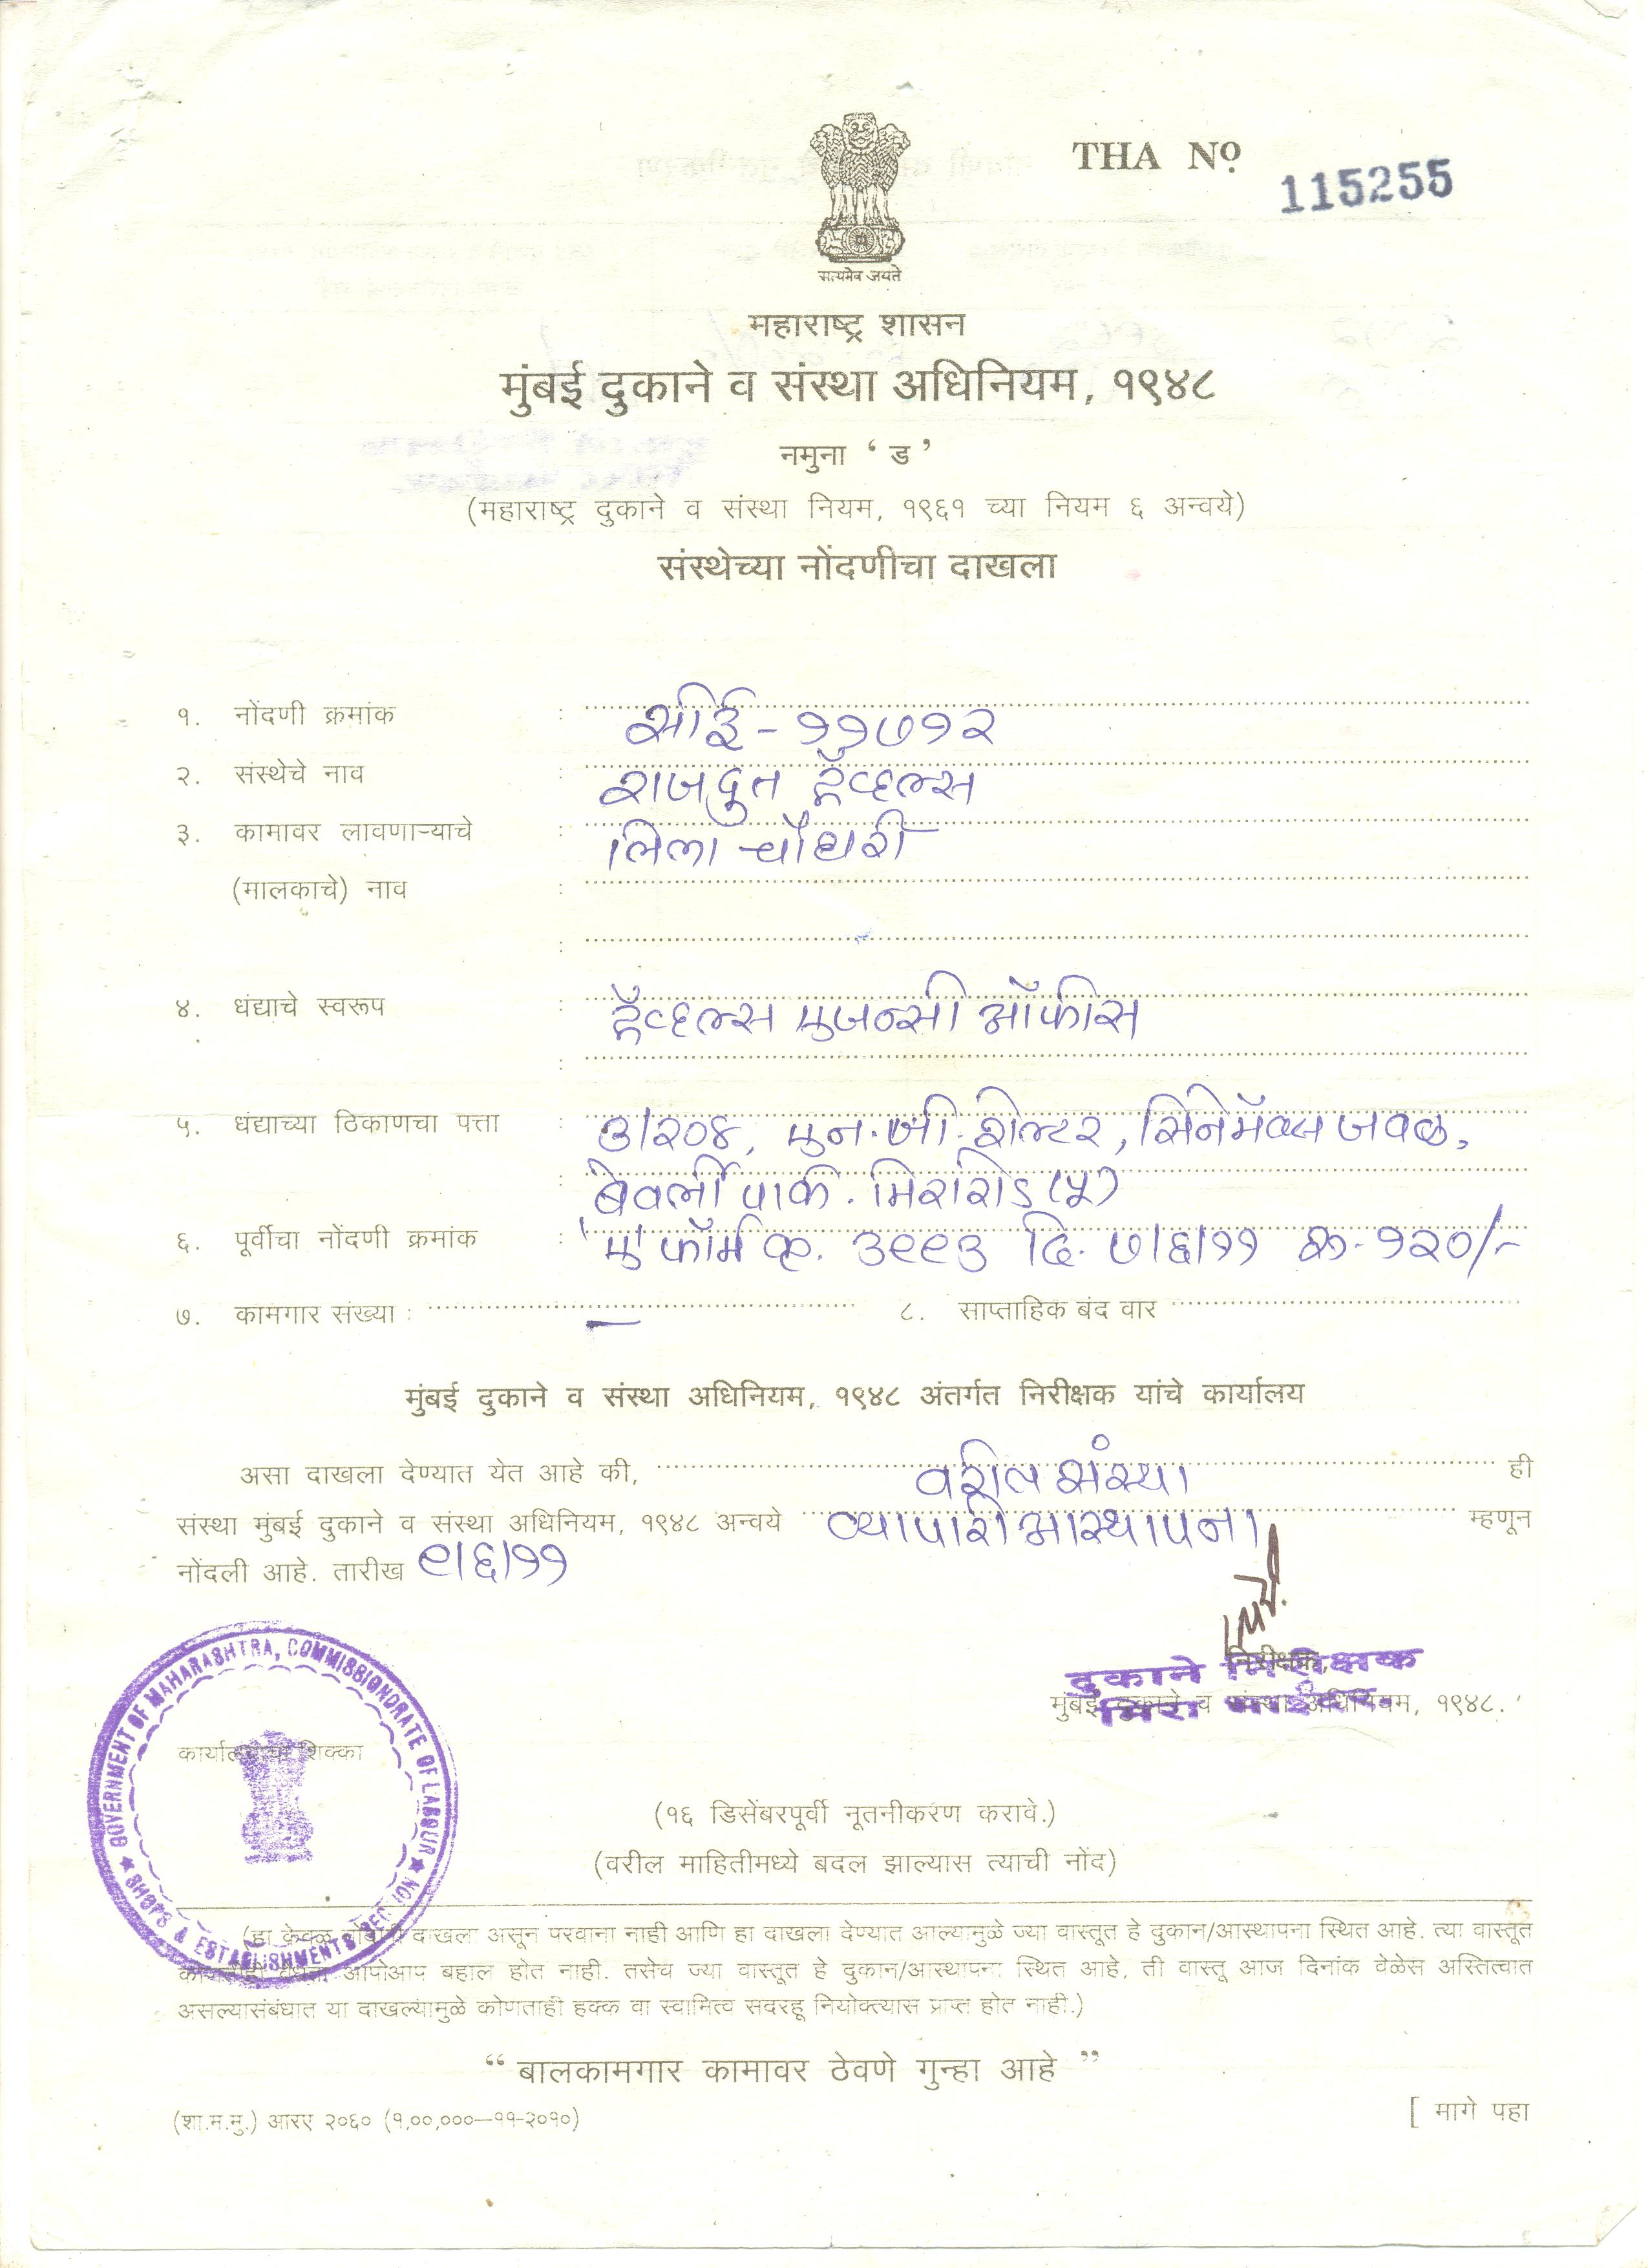 THA Nº 115255
सत्यमेव जयते
महाराष्ट्र शासन
मुंबई दुकाने व संस्था अधिनियम, १९४८
नमुना ‘ ड ’
(महाराष्ट्र दुकाने व संस्था नियम, १९६१ च्या नियम ६ अन्वये)
संस्थेच्या नोंदणीचा दाखला
१. नोंदणी क्रमांक : सीई - ११७१२
२. संस्थेचे नाव : राजदुत ट्रॅव्हल्स
३. कामावर लावणाऱ्याचे : लिला चौधरी
(मालकाचे) नाव :
४. धंद्याचे स्वरूप : ट्रॅव्हल्स एजन्सी ऑफीस
५. धंद्याच्या ठिकाणचा पत्ता : ३/२०४, एन.जी. शेल्टर, सिनेमॅक्स जवळ,
: बेवर्ली पार्क. मिरारोड (पू)
६. पूर्वीचा नोंदणी क्रमांक : 'ए' फॉर्म क्र. ३९९३ दि. ७/६/११ रु-१२०/-
७. कामगार संख्या : — ८. साप्ताहिक बंद वार
मुंबई दुकाने व संस्था अधिनियम, १९४८ अंतर्गत निरीक्षक यांचे कार्यालय
असा दाखला देण्यात येत आहे की, वरील संस्था ही
संस्था मुंबई दुकाने व संस्था अधिनियम, १९४८ अन्वये व्यापारी आस्थापना म्हणून
नोंदली आहे. तारीख ९/६/११
निरीक्षक,
दुकाने निरीक्षक
मुंबई दुकाने व संस्था अधिनियम, १९४८.
मिरा भाईंदर.
GOVERNMENT OF MAHARASHTRA, COMMISSIONORATE OF LABOUR
★ SHOPS & ESTABLISHMENTS SECTION ★
कार्यालयाचा शिक्का
(१६ डिसेंबरपूर्वी नूतनीकरण करावे.)
(वरील माहितीमध्ये बदल झाल्यास त्याची नोंद)
(हा केवळ नोंदणी दाखला असून परवाना नाही आणि हा दाखला देण्यात आल्यामुळे ज्या वास्तूत हे दुकान/आस्थापना स्थित आहे. त्या वास्तूत
आपोआप बहाल होत नाही. तसेच ज्या वास्तूत हे दुकान/आस्थापना स्थित आहे, ती वास्तू आज दिनांक वेळेस अस्तित्वात
असल्यासंबंधात या दाखल्यामुळे कोणताही हक्क वा स्वामित्व सदरहू नियोक्त्यास प्राप्त होत नाही.)
“ बालकामगार कामावर ठेवणे गुन्हा आहे ”
(शा.म.मु.) आरए २०६० (१,००,०००—११-२०१०)
[ मागे पहा